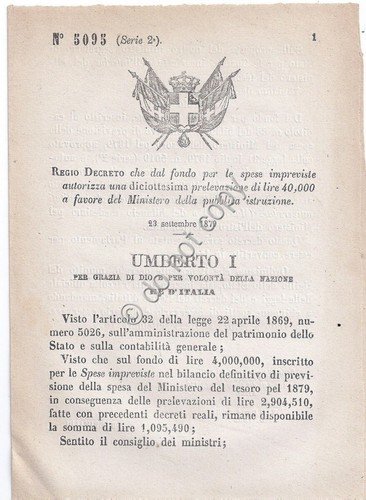 N° 5095 (Serie 2ª). 1
REGIO DECRETO che dal fondo per le spese impreviste
autorizza una diciottesima prelevazione di lire 40,000
a favore del Ministero della pubblica istruzione.
23 settembre 1879
UMBERTO I
PER GRAZIA DI DIO E PER VOLONTÀ DELLA NAZIONE
RE D'ITALIA
Visto l'articolo 32 della legge 22 aprile 1869, nu-
mero 5026, sull'amministrazione del patrimonio dello
Stato e sulla contabilità generale;
Visto che sul fondo di lire 4,000,000, inscritto
per le Spese impreviste nel bilancio definitivo di previ-
sione della spesa del Ministero del tesoro pel 1879,
in conseguenza delle prelevazioni di lire 2,904,510,
fatte con precedenti decreti reali, rimane disponibile
la somma di lire 1,095,490;
Sentito il consiglio dei ministri;
do not copy